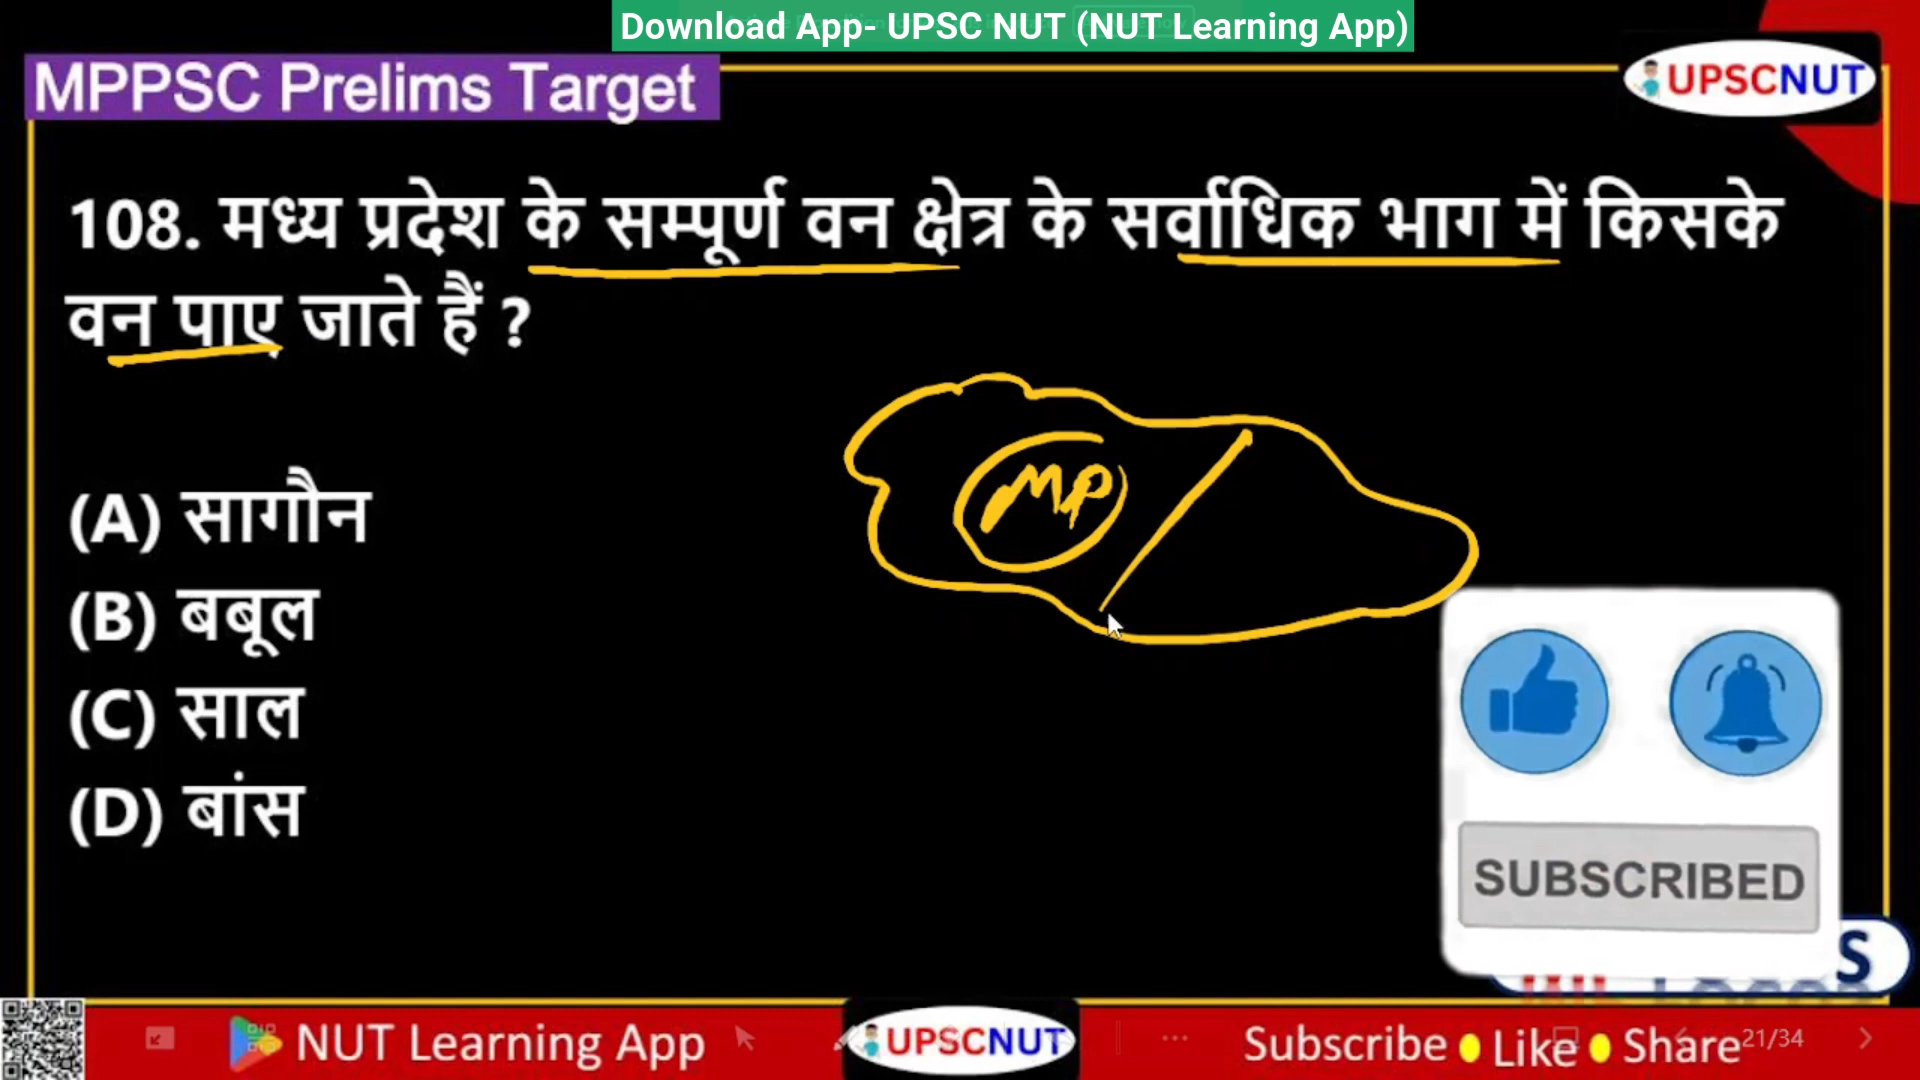 Download App- UPSC NUT (NUT Learning App)
MPPSC Prelims Target
UPSCNUT
108. मध्य प्रदेश के सम्पूर्ण वन क्षेत्र के सर्वाधिक भाग में किसके
वन पाए जाते हैं ?
MP
(A) सागौन
(B) बबूल
(C) साल
(D) बांस
SUBSCRIBED
S
NUT Learning App
UPSCNUT
Subscribe ● Like ● Share
21/34